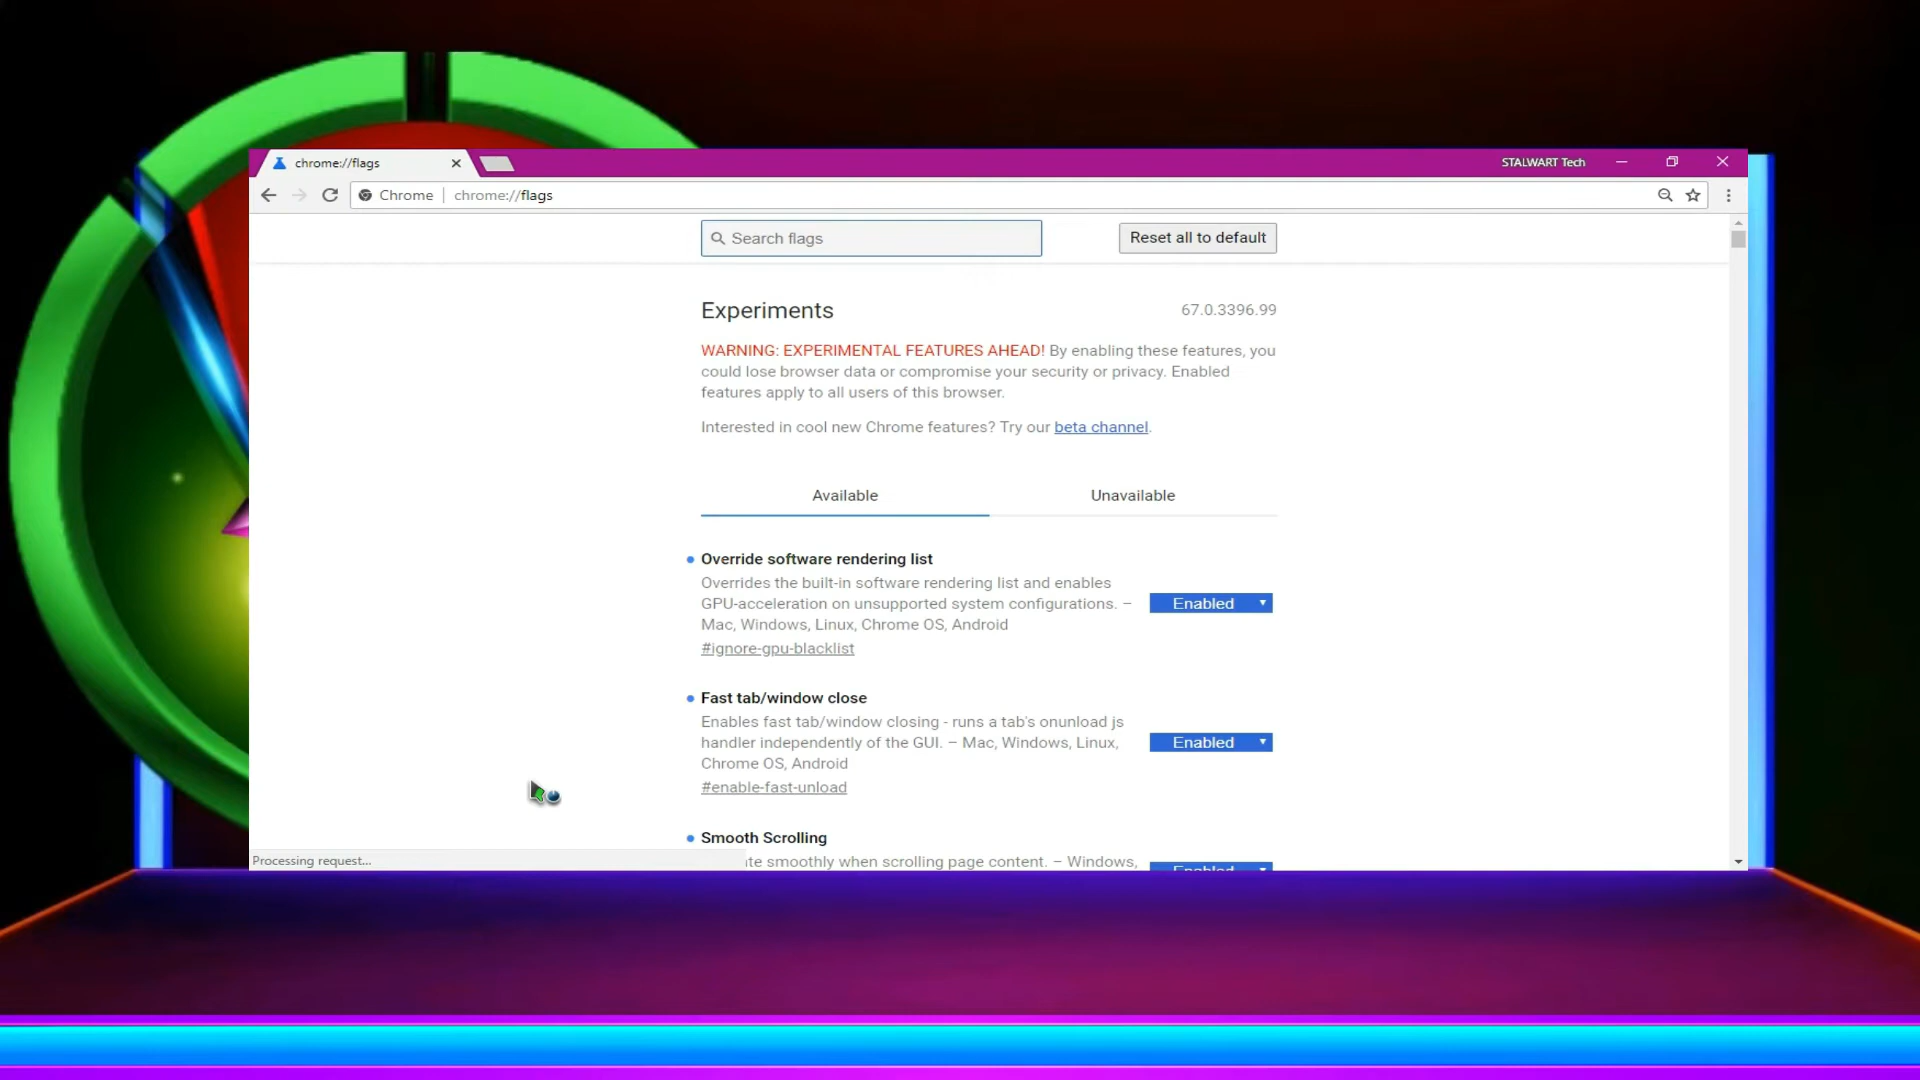 chrome://flags
STALWART Tech
Chrome
chrome://flags
Search flags
Reset all to default
Experiments
67.0.3396.99
WARNING: EXPERIMENTAL FEATURES AHEAD! By enabling these features, you
could lose browser data or compromise your security or privacy. Enabled
features apply to all users of this browser.
Interested in cool new Chrome features? Try our beta channel.
Available
Unavailable
Override software rendering list
Overrides the built-in software rendering list and enables
GPU-acceleration on unsupported system configurations. –
Mac, Windows, Linux, Chrome OS, Android
#ignore-gpu-blacklist
Enabled
Fast tab/window close
Enables fast tab/window closing - runs a tab's onunload js
handler independently of the GUI. – Mac, Windows, Linux,
Chrome OS, Android
#enable-fast-unload
Enabled
Smooth Scrolling
te smoothly when scrolling page content. – Windows,
Enabled
Processing request...